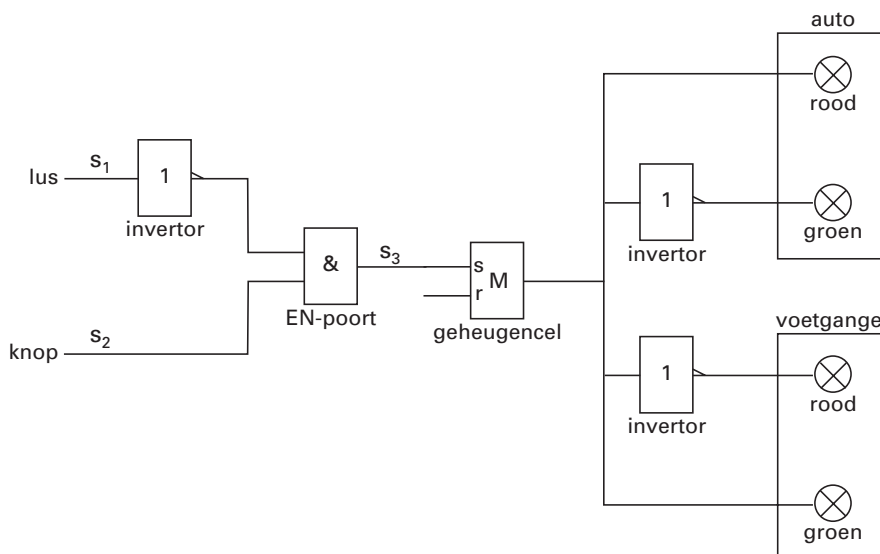 auto
rood
s1
lus
1
invertor
1
groen
invertor
&
s3
s
M
r
EN-poort
geheugencel
knop
s2
voetgange
1
rood
invertor
groen